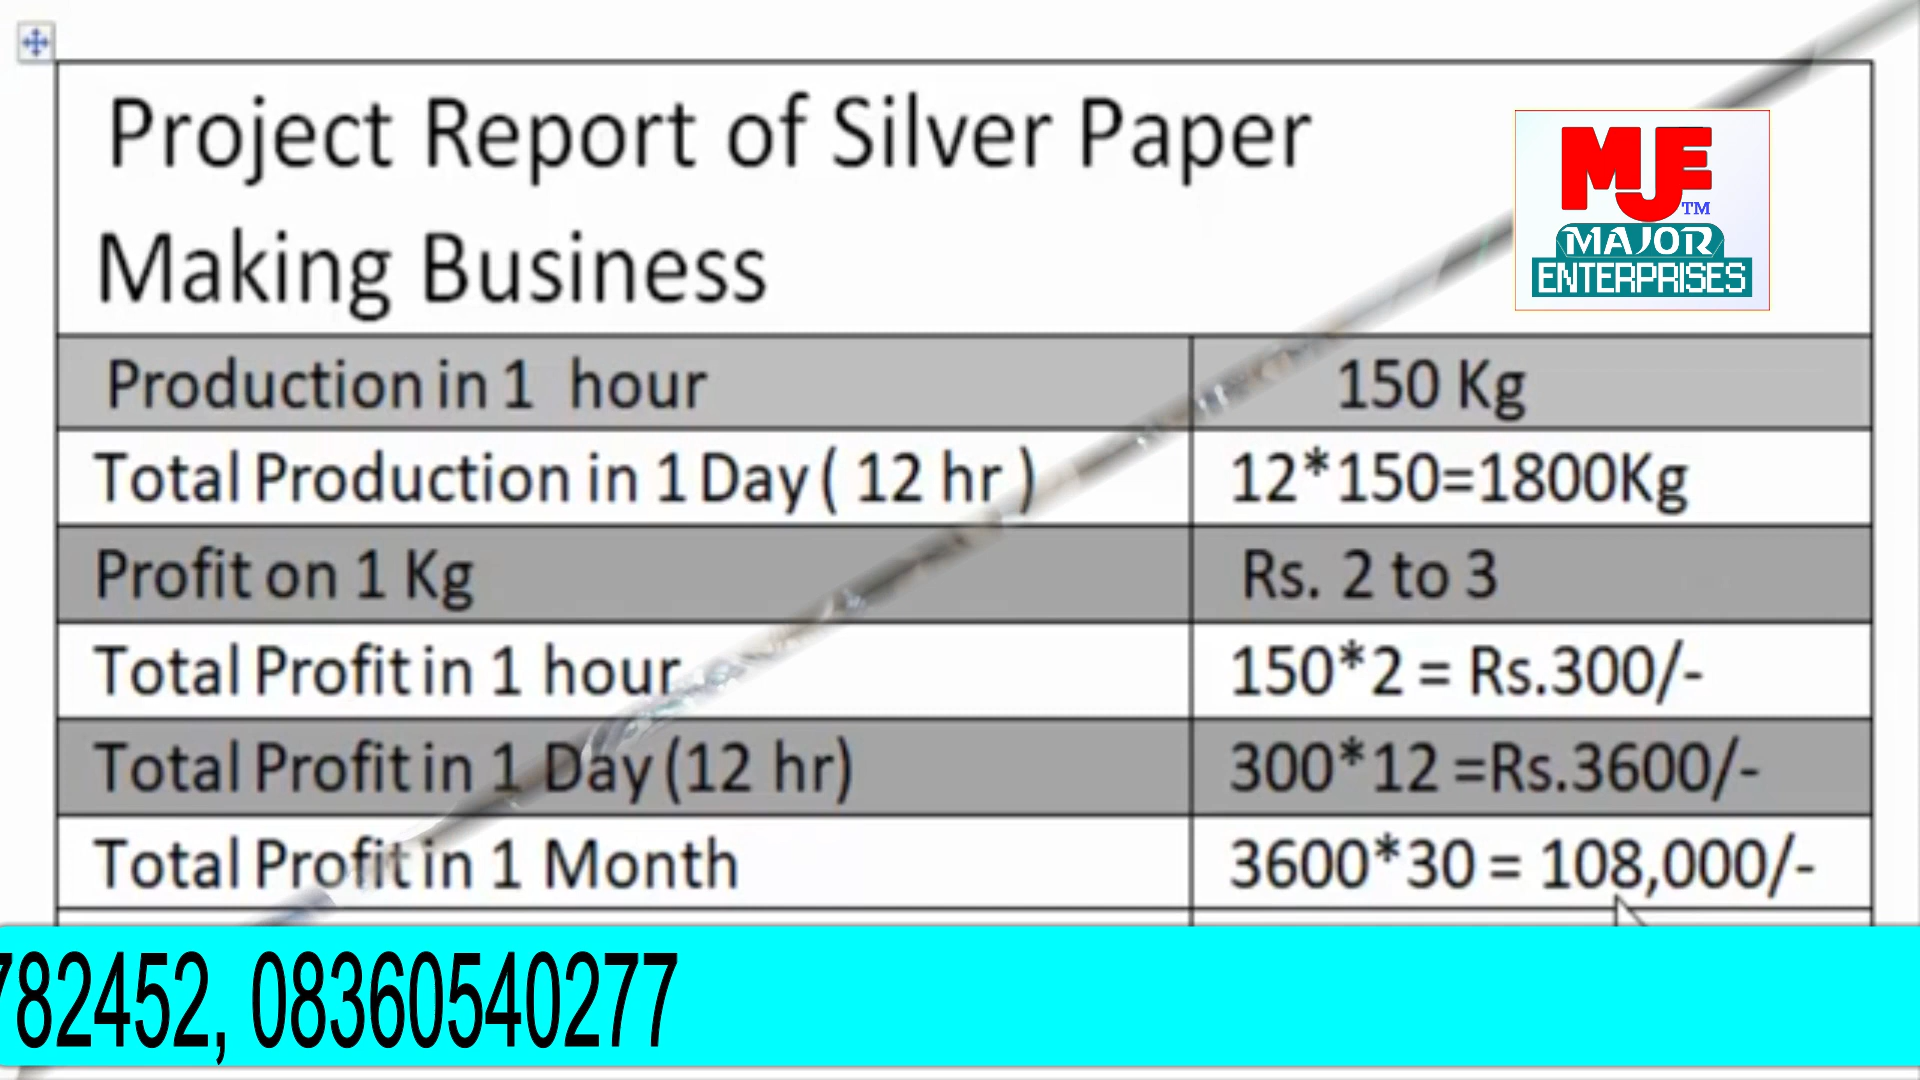 Project Report of Silver Paper
Making Business
MJE TM
MAJOR
ENTERPRISES
Production in 1 hour 150 Kg
Total Production in 1 Day ( 12 hr ) 12*150=1800Kg
Profit on 1 Kg Rs. 2 to 3
Total Profit in 1 hour 150*2 = Rs.300/-
Total Profit in 1 Day (12 hr) 300*12 =Rs.3600/-
Total Profit in 1 Month 3600*30 = 108,000/-
782452, 08360540277